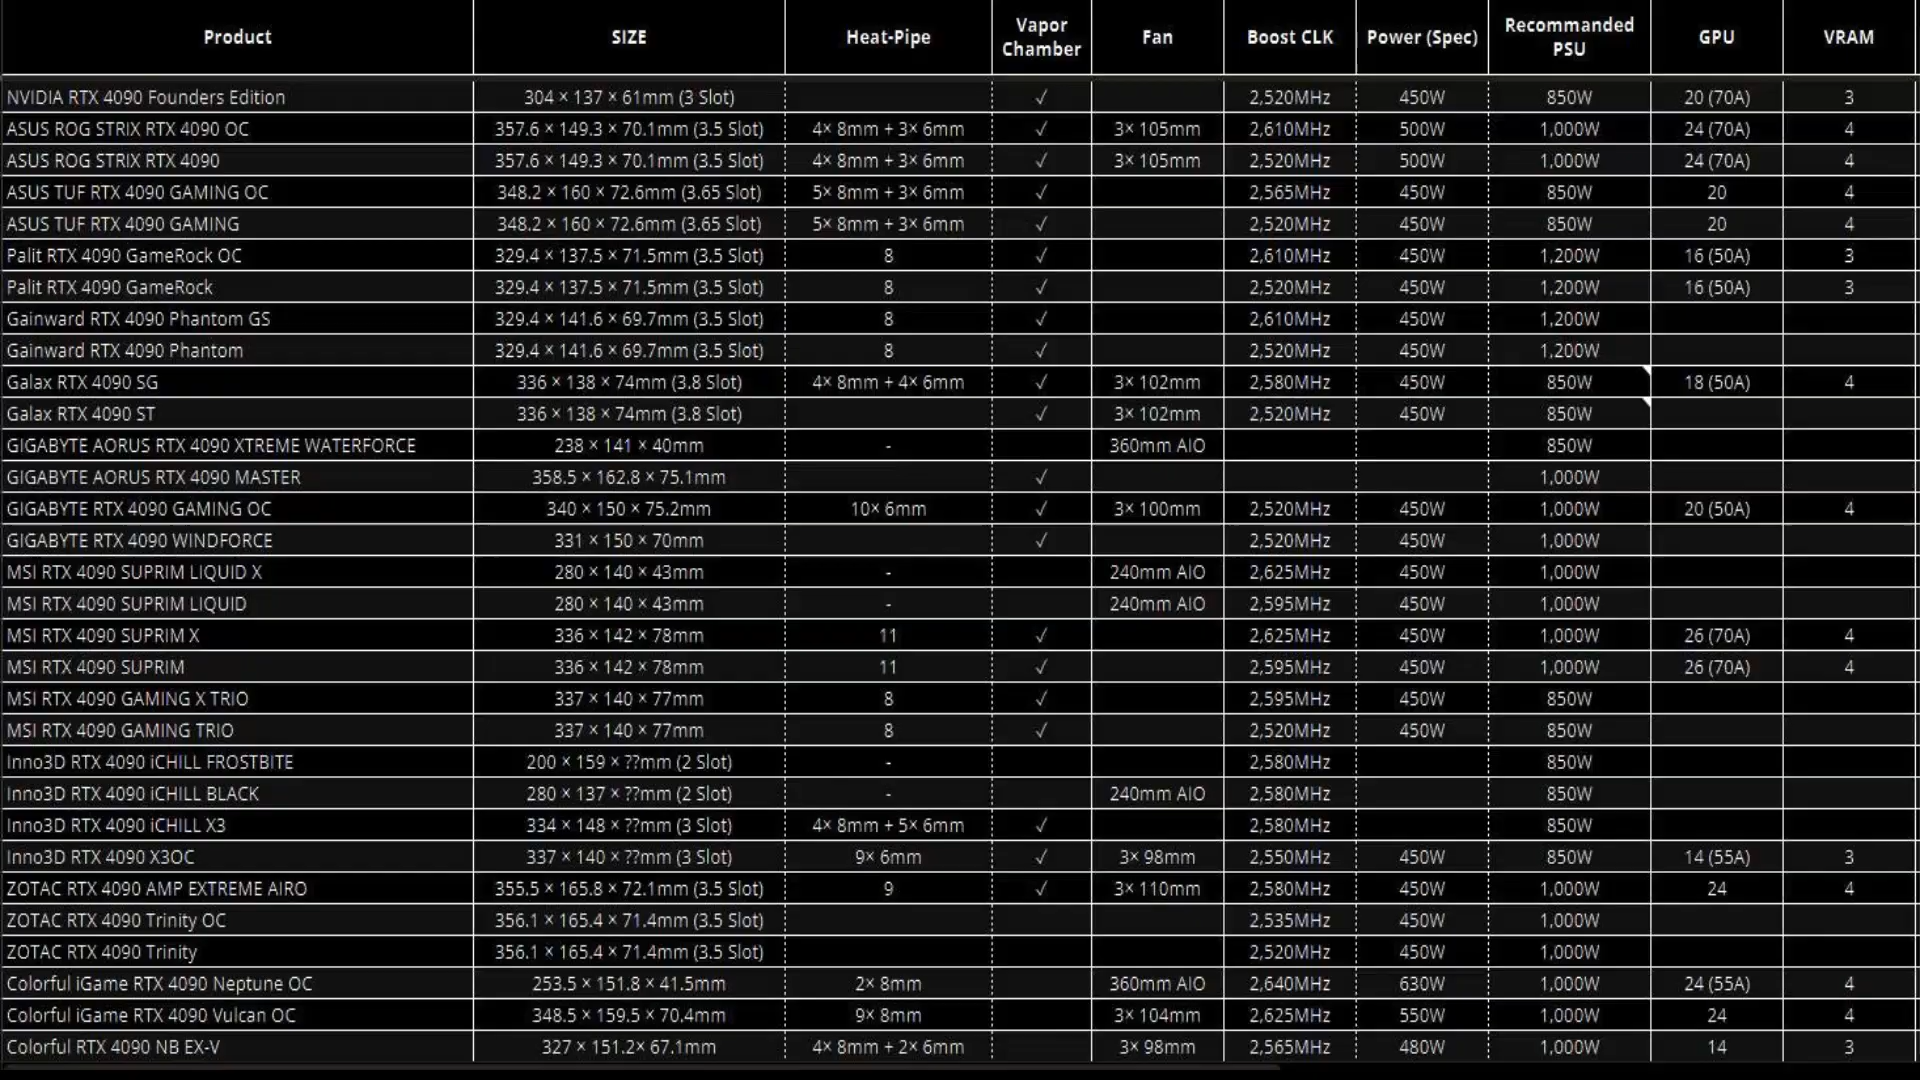 Product SIZE Heat-Pipe Vapor Chamber Fan Boost CLK Power (Spec) Recommanded PSU GPU VRAM
NVIDIA RTX 4090 Founders Edition 304 × 137 × 61mm (3 Slot) ✓ 2,520MHz 450W 850W 20 (70A) 3
ASUS ROG STRIX RTX 4090 OC 357.6 × 149.3 × 70.1mm (3.5 Slot) 4× 8mm + 3× 6mm ✓ 3× 105mm 2,610MHz 500W 1,000W 24 (70A) 4
ASUS ROG STRIX RTX 4090 357.6 × 149.3 × 70.1mm (3.5 Slot) 4× 8mm + 3× 6mm ✓ 3× 105mm 2,520MHz 500W 1,000W 24 (70A) 4
ASUS TUF RTX 4090 GAMING OC 348.2 × 160 × 72.6mm (3.65 Slot) 5× 8mm + 3× 6mm ✓ 2,565MHz 450W 850W 20 4
ASUS TUF RTX 4090 GAMING 348.2 × 160 × 72.6mm (3.65 Slot) 5× 8mm + 3× 6mm ✓ 2,520MHz 450W 850W 20 4
Palit RTX 4090 GameRock OC 329.4 × 137.5 × 71.5mm (3.5 Slot) 8 ✓ 2,610MHz 450W 1,200W 16 (50A) 3
Palit RTX 4090 GameRock 329.4 × 137.5 × 71.5mm (3.5 Slot) 8 ✓ 2,520MHz 450W 1,200W 16 (50A) 3
Gainward RTX 4090 Phantom GS 329.4 × 141.6 × 69.7mm (3.5 Slot) 8 ✓ 2,610MHz 450W 1,200W
Gainward RTX 4090 Phantom 329.4 × 141.6 × 69.7mm (3.5 Slot) 8 ✓ 2,520MHz 450W 1,200W
Galax RTX 4090 SG 336 × 138 × 74mm (3.8 Slot) 4× 8mm + 4× 6mm ✓ 3× 102mm 2,580MHz 450W 850W 18 (50A) 4
Galax RTX 4090 ST 336 × 138 × 74mm (3.8 Slot) ✓ 3× 102mm 2,520MHz 450W 850W
GIGABYTE AORUS RTX 4090 XTREME WATERFORCE 238 × 141 × 40mm - 360mm AIO 850W
GIGABYTE AORUS RTX 4090 MASTER 358.5 × 162.8 × 75.1mm ✓ 1,000W
GIGABYTE RTX 4090 GAMING OC 340 × 150 × 75.2mm 10× 6mm ✓ 3× 100mm 2,520MHz 450W 1,000W 20 (50A) 4
GIGABYTE RTX 4090 WINDFORCE 331 × 150 × 70mm ✓ 2,520MHz 450W 1,000W
MSI RTX 4090 SUPRIM LIQUID X 280 × 140 × 43mm - 240mm AIO 2,625MHz 450W 1,000W
MSI RTX 4090 SUPRIM LIQUID 280 × 140 × 43mm - 240mm AIO 2,595MHz 450W 1,000W
MSI RTX 4090 SUPRIM X 336 × 142 × 78mm 11 ✓ 2,625MHz 450W 1,000W 26 (70A) 4
MSI RTX 4090 SUPRIM 336 × 142 × 78mm 11 ✓ 2,595MHz 450W 1,000W 26 (70A) 4
MSI RTX 4090 GAMING X TRIO 337 × 140 × 77mm 8 ✓ 2,595MHz 450W 850W
MSI RTX 4090 GAMING TRIO 337 × 140 × 77mm 8 ✓ 2,520MHz 450W 850W
Inno3D RTX 4090 iCHILL FROSTBITE 200 × 159 × ??mm (2 Slot) - 2,580MHz 850W
Inno3D RTX 4090 iCHILL BLACK 280 × 137 × ??mm (2 Slot) - 240mm AIO 2,580MHz 850W
Inno3D RTX 4090 iCHILL X3 334 × 148 × ??mm (3 Slot) 4× 8mm + 5× 6mm ✓ 2,580MHz 850W
Inno3D RTX 4090 X3OC 337 × 140 × ??mm (3 Slot) 9× 6mm ✓ 3× 98mm 2,550MHz 450W 850W 14 (55A) 3
ZOTAC RTX 4090 AMP EXTREME AIRO 355.5 × 165.8 × 72.1mm (3.5 Slot) 9 ✓ 3× 110mm 2,580MHz 450W 1,000W 24 4
ZOTAC RTX 4090 Trinity OC 356.1 × 165.4 × 71.4mm (3.5 Slot) 2,535MHz 450W 1,000W
ZOTAC RTX 4090 Trinity 356.1 × 165.4 × 71.4mm (3.5 Slot) 2,520MHz 450W 1,000W
Colorful iGame RTX 4090 Neptune OC 253.5 × 151.8 × 41.5mm 2× 8mm 360mm AIO 2,640MHz 630W 1,000W 24 (55A) 4
Colorful iGame RTX 4090 Vulcan OC 348.5 × 159.5 × 70.4mm 9× 8mm 3× 104mm 2,625MHz 550W 1,000W 24 4
Colorful RTX 4090 NB EX-V 327 × 151.2× 67.1mm 4× 8mm + 2× 6mm 3× 98mm 2,565MHz 480W 1,000W 14 3